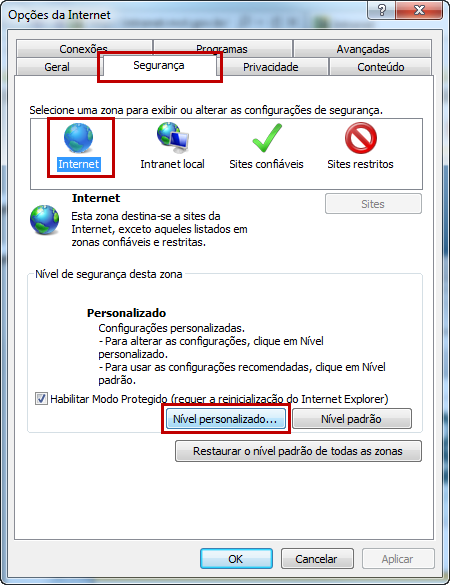 Opções da Internet
Conexões
Programas
Avançadas
Geral
Segurança
Privacidade
Conteúdo
Selecione uma zona para exibir ou alterar as configurações de segurança.
Internet
Intranet local
Sites confiáveis
Sites restritos
Internet
Sites
Esta zona destina-se a sites da
Internet, exceto aqueles listados em
zonas confiáveis e restritas.
Nível de segurança desta zona
Personalizado
Configurações personalizadas.
- Para alterar as configurações, clique em Nível
personalizado.
- Para usar as configurações recomendadas, clique em Nível
padrão.
Habilitar Modo Protegido (requer a reinicialização do Internet Explorer)
Nível personalizado...
Nível padrão
Restaurar o nível padrão de todas as zonas
OK
Cancelar
Aplicar